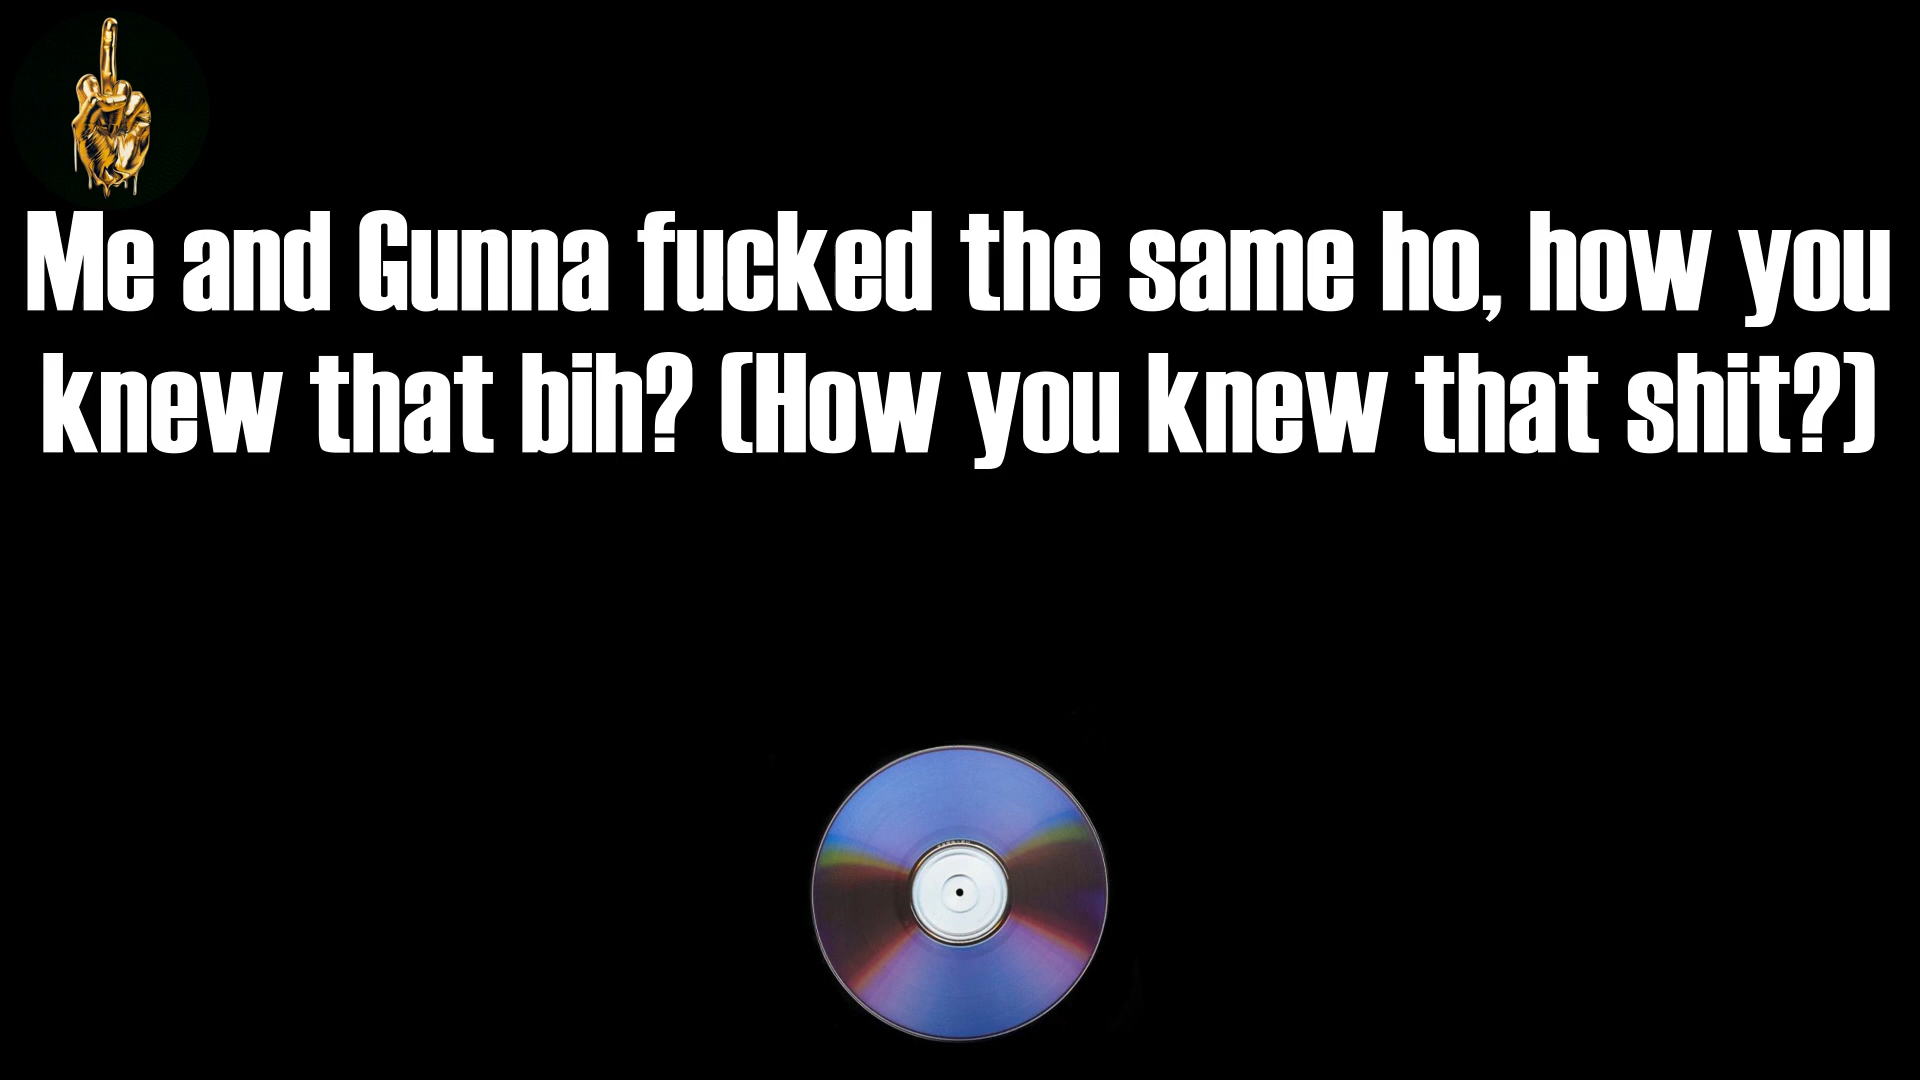 Me and Gunna fucked the same ho, how you
knew that bih? (How you knew that shit?)